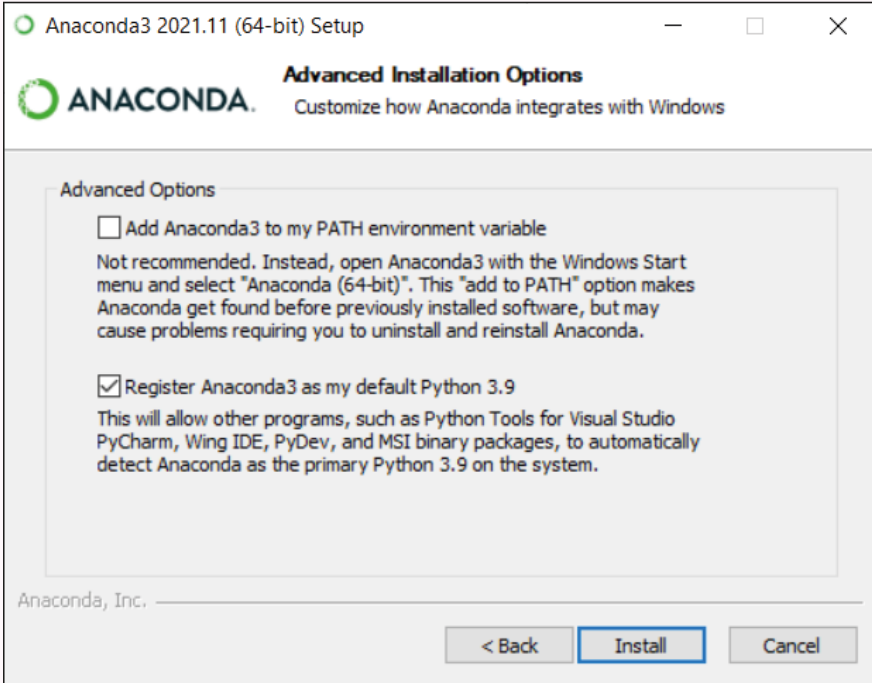 Anaconda3 2021.11 (64-bit) Setup
ANACONDA.
Advanced Installation Options
Customize how Anaconda integrates with Windows
Advanced Options
Add Anaconda3 to my PATH environment variable
Not recommended. Instead, open Anaconda3 with the Windows Start
menu and select "Anaconda (64-bit)". This "add to PATH" option makes
Anaconda get found before previously installed software, but may
cause problems requiring you to uninstall and reinstall Anaconda.
Register Anaconda3 as my default Python 3.9
This will allow other programs, such as Python Tools for Visual Studio
PyCharm, Wing IDE, PyDev, and MSI binary packages, to automatically
detect Anaconda as the primary Python 3.9 on the system.
Anaconda, Inc.
< Back
Install
Cancel